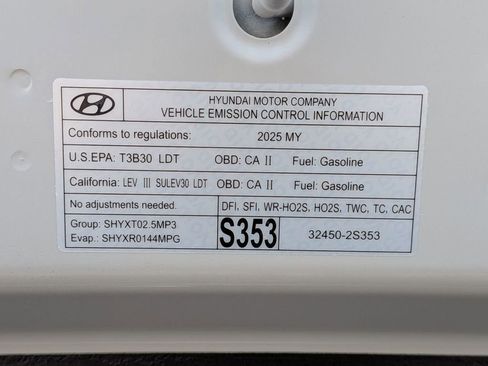 HYUNDAI MOTOR COMPANY
VEHICLE EMISSION CONTROL INFORMATION
Conforms to regulations: 2025 MY
U.S.EPA: T3B30 LDT OBD: CA II Fuel: Gasoline
California: LEV III SULEV30 LDT OBD: CA II Fuel: Gasoline
No adjustments needed. DFI, SFI, WR-HO2S, HO2S, TWC, TC, CAC
Group: SHYXT02.5MP3
Evap.: SHYXR0144MPG
S353
32450-2S353